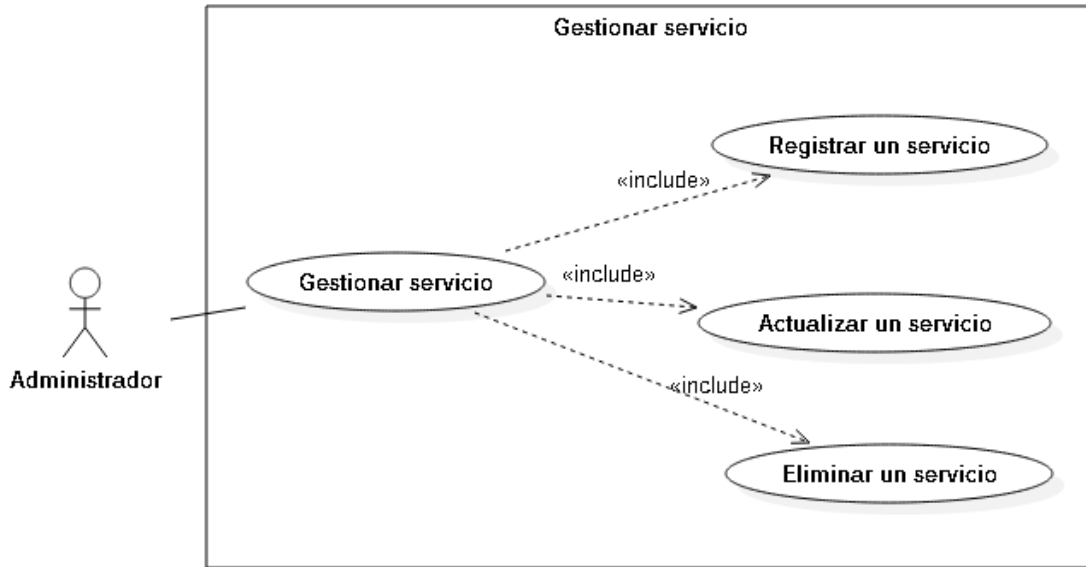 Gestionar servicio
Registrar un servicio
«include»
Gestionar servicio
«include»
Actualizar un servicio
Administrador
«include»
Eliminar un servicio